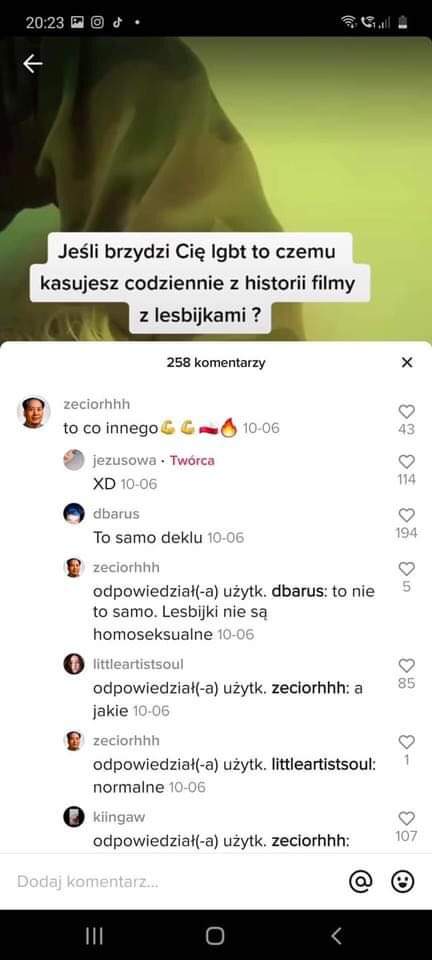 20:23
Jeśli brzydzi Cię lgbt to czemu
kasujesz codziennie z historii filmy
z lesbijkami ?
258 komentarzy
zeciorhhh
to co innego💪💪🇵🇱🔥 10-06
43
jezusowa · Twórca
XD 10-06
114
dbarus
To samo deklu 10-06
194
zeciorhhh
odpowiedział(-a) użytk. dbarus: to nie
to samo. Lesbijki nie są
homoseksualne 10-06
5
littleartistsoul
odpowiedział(-a) użytk. zeciorhhh: a
jakie 10-06
85
zeciorhhh
odpowiedział(-a) użytk. littleartistsoul:
normalne 10-06
1
kiingaw
odpowiedział(-a) użytk. zeciorhhh:
107
Dodaj komentarz...